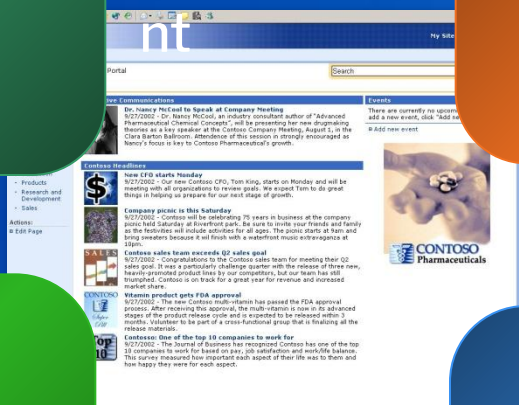 nt
My Site
Portal
Search
ive Communications
Dr. Nancy McCool to Speak at Company Meeting
9/27/2002 - Dr. Nancy McCool, an industry consultant author of "Advanced
Pharmaceutical Chemical Concepts", will be presenting her new drugmaking
theories as a key speaker at the Contoso Company Meeting, August 1, in the
Clara Barton Ballroom. Attendence of this session in strongly encouraged as
Nancy's focus is key to Contoso Pharmaceutical's growth.
Events
There are currently no upcom
add a new event, click "Add ne
Add new event
Contoso Headlines
New CFO starts Monday
9/27/2002 - Our new Contoso CFO, Tom King, starts on Monday and will be
meeting with all organizations to review goals. We expect Tom to do great
things in helping us prepare for our next stage of growth.
Products
Research and
Development
Sales
Actions:
Edit Page
Company picnic is this Saturday
9/27/2002 - Contoso will be celebrating 75 years in business at the company
picnic held Saturday at Riverfront park. Be sure to invite your friends and family
as the festivities will include activities for all ages. The picnic starts at 9am and
bring sweaters because it wil finish with a waterfront music extravaganza at
10pm.
SALES
Contoso sales team exceeds Q2 sales goal
9/27/2002 - Congratulations to the Contoso sales team for meeting their Q2
sales goal. It was a particularly challenge quarter with the release of three new,
heavily-promoted product lines by our competitors, but our team has still
triumphed. Contoso is on track for a great year for revenue and increased
market share.
CONTOSO
Super
Pill
Vitamin product gets FDA approval
9/27/2002 - The new Contoso multi-vitamin has passed the FDA approval
process. After receiving this approval, the multi-vitamin is now in its advanced
stages of the product release cycle and is expected to be released within 3
months. Volunteer to be part of a cross-functional group that is finalizing all the
release materials.
Top
10
Contoso: One of the top 10 companies to work for
9/27/2002 - The Journal of Business has recognized Contoso has one of the top
10 companies to work for based on pay, job satisfaction and work/life balance.
This survey measured how important each aspect of their life was to them and
how happy they were for each aspect.
CONTOSO
Pharmaceuticals